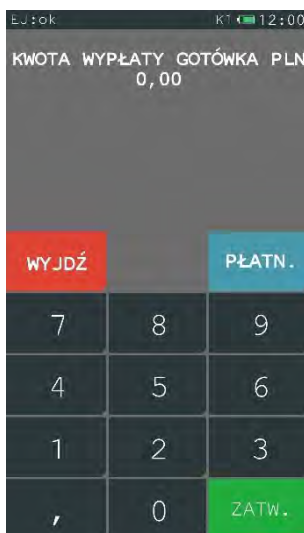 EJ:ok K1 12:00
KWOTA WYPŁATY GOTÓWKA PLN
0,00
WYJDŹ PŁATN.
7 8 9
4 5 6
1 2 3
, 0 ZATW.